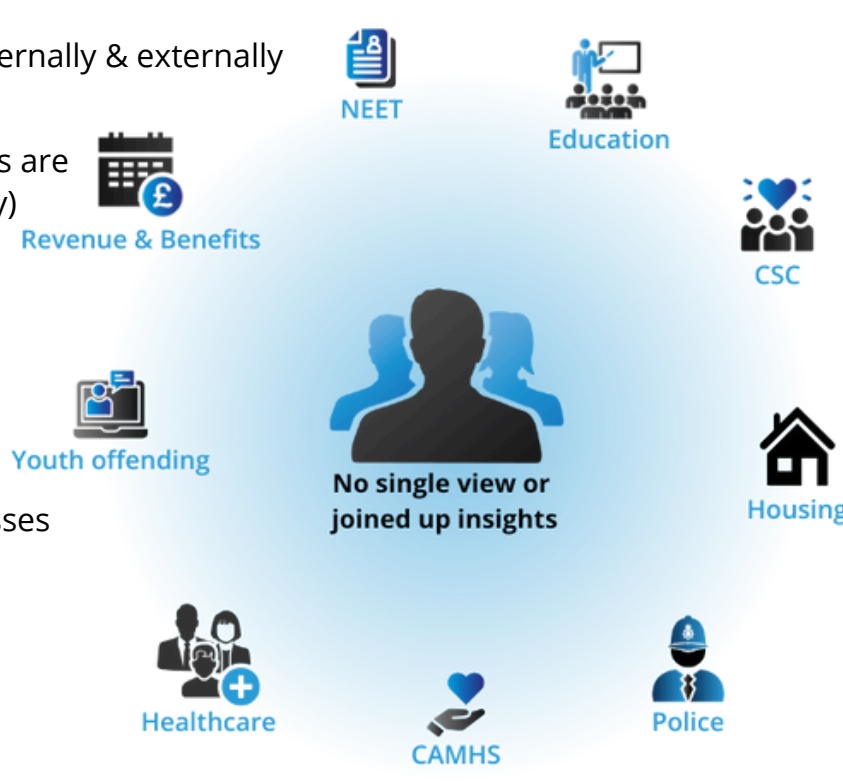 ernally & externally
NEET
Education
s are
y)
Revenue & Benefits
CSC
Youth offending
No single view or
joined up insights
Housing
sses
Healthcare
CAMHS
Police
£